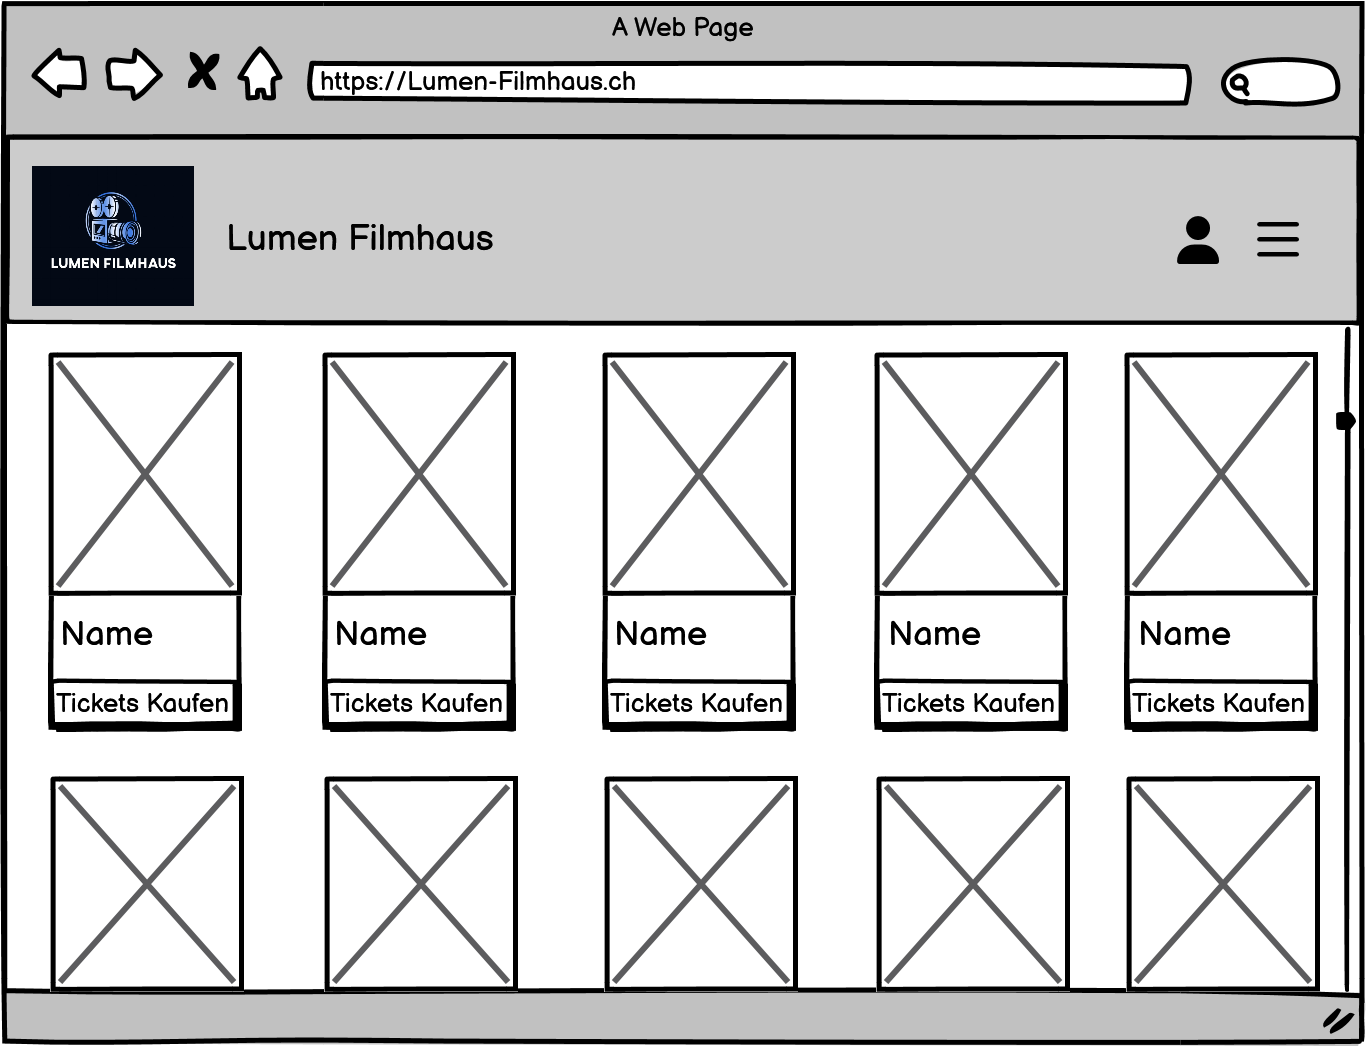 A Web Page
https://Lumen-Filmhaus.ch
LUMEN FILMHAUS
Lumen Filmhaus
Name
Name
Name
Name
Name
Tickets Kaufen
Tickets Kaufen
Tickets Kaufen
Tickets Kaufen
Tickets Kaufen